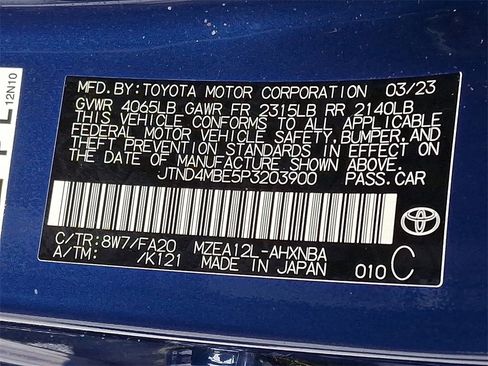 MFD. BY: TOYOTA MOTOR CORPORATION 03/23
GVWR 4065LB GAWR FR 2315LB RR 2140LB
THIS VEHICLE CONFORMS TO ALL APPLICABLE
FEDERAL MOTOR VEHICLE SAFETY, BUMPER, AND
THEFT PREVENTION STANDARDS IN EFFECT ON
THE DATE OF MANUFACTURE SHOWN ABOVE.
JTND4MBE5P3203900 PASS.CAR
C/TR:8W7/FA20 MZEA12L-AHXNBA
A/TM: /K121 MADE IN JAPAN 010 C
12N10